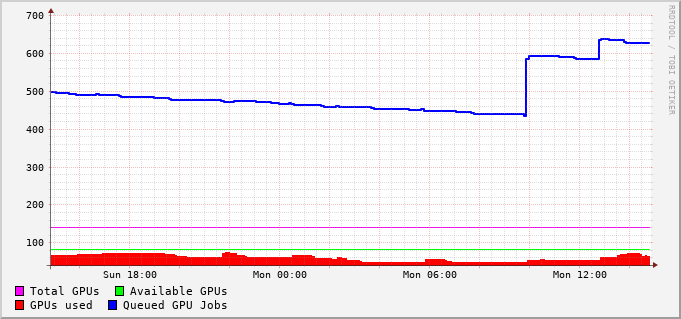 700
600
500
400
300
200
100
Sun 18:00 Mon 00:00 Mon 06:00 Mon 12:00
Total GPUs Available GPUs
GPUs used Queued GPU Jobs
RRDTOOL / TOBI OETIKER